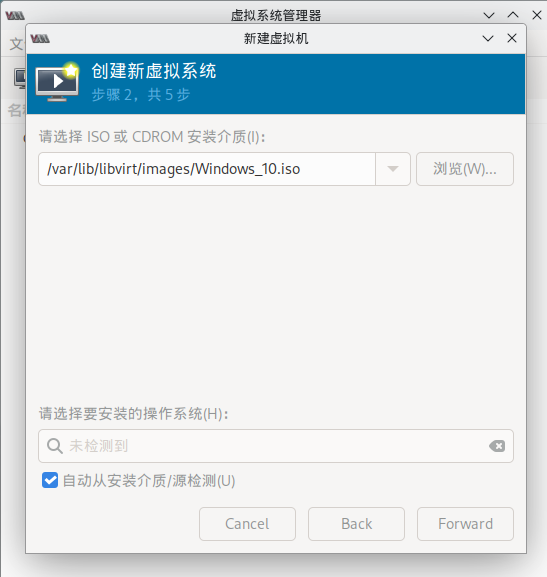 虚拟系统管理器
新建虚拟机
文
创建新虚拟系统
步骤 2，共 5 步
请选择 ISO 或 CDROM 安装介质(I)：
/var/lib/libvirt/images/Windows_10.iso
浏览(W)...
请选择要安装的操作系统(H)：
未检测到
自动从安装介质/源检测(U)
Cancel
Back
Forward